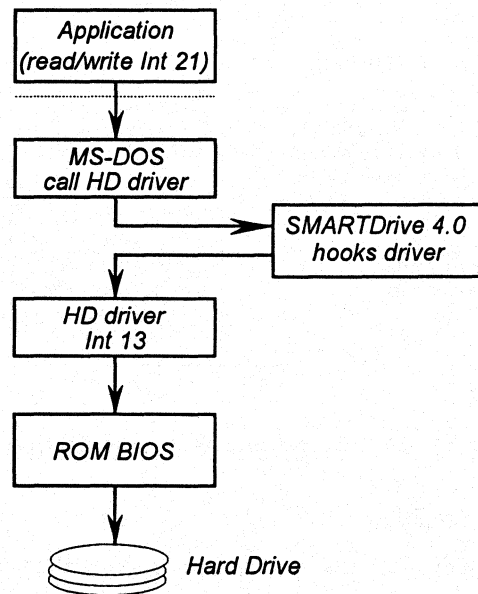 Application
(read/write Int 21)
MS-DOS
call HD driver
SMARTDrive 4.0
hooks driver
HD driver
Int 13
ROM BIOS
Hard Drive